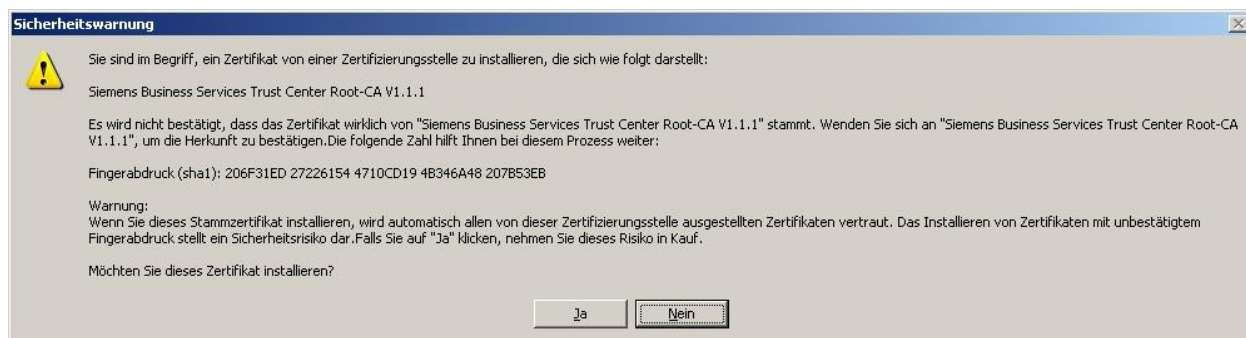 Sicherheitswarnung
Sie sind im Begriff, ein Zertifikat von einer Zertifizierungsstelle zu installieren, die sich wie folgt darstellt:
Siemens Business Services Trust Center Root-CA V1.1.1
Es wird nicht bestätigt, dass das Zertifikat wirklich von "Siemens Business Services Trust Center Root-CA V1.1.1" stammt. Wenden Sie sich an "Siemens Business Services Trust Center Root-CA
V1.1.1", um die Herkunft zu bestätigen.Die folgende Zahl hilft Ihnen bei diesem Prozess weiter:
Fingerabdruck (sha1): 206F31ED 27226154 4710CD19 4B346A48 207B53EB
Warnung:
Wenn Sie dieses Stammzertifikat installieren, wird automatisch allen von dieser Zertifizierungsstelle ausgestellten Zertifikaten vertraut. Das Installieren von Zertifikaten mit unbestätigtem
Fingerabdruck stellt ein Sicherheitsrisiko dar.Falls Sie auf "Ja" klicken, nehmen Sie dieses Risiko in Kauf.
Möchten Sie dieses Zertifikat installieren?
Ja
Nein